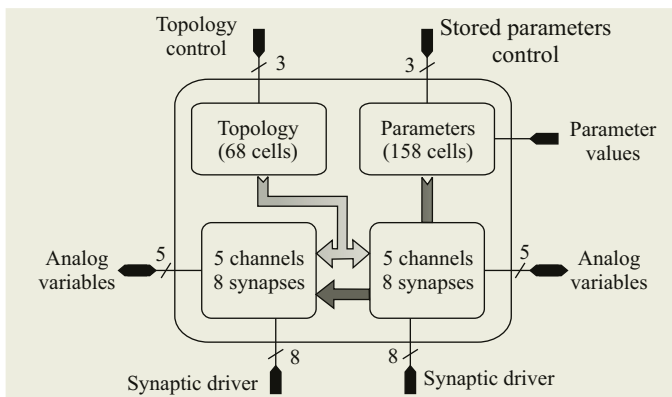 Topology
control
3
Stored parameters
control
3
Topology
(68 cells)
Parameters
(158 cells)
Parameter
values
Analog
variables
5
5 channels
8 synapses
5 channels
8 synapses
5
Analog
variables
8
Synaptic driver
8
Synaptic driver